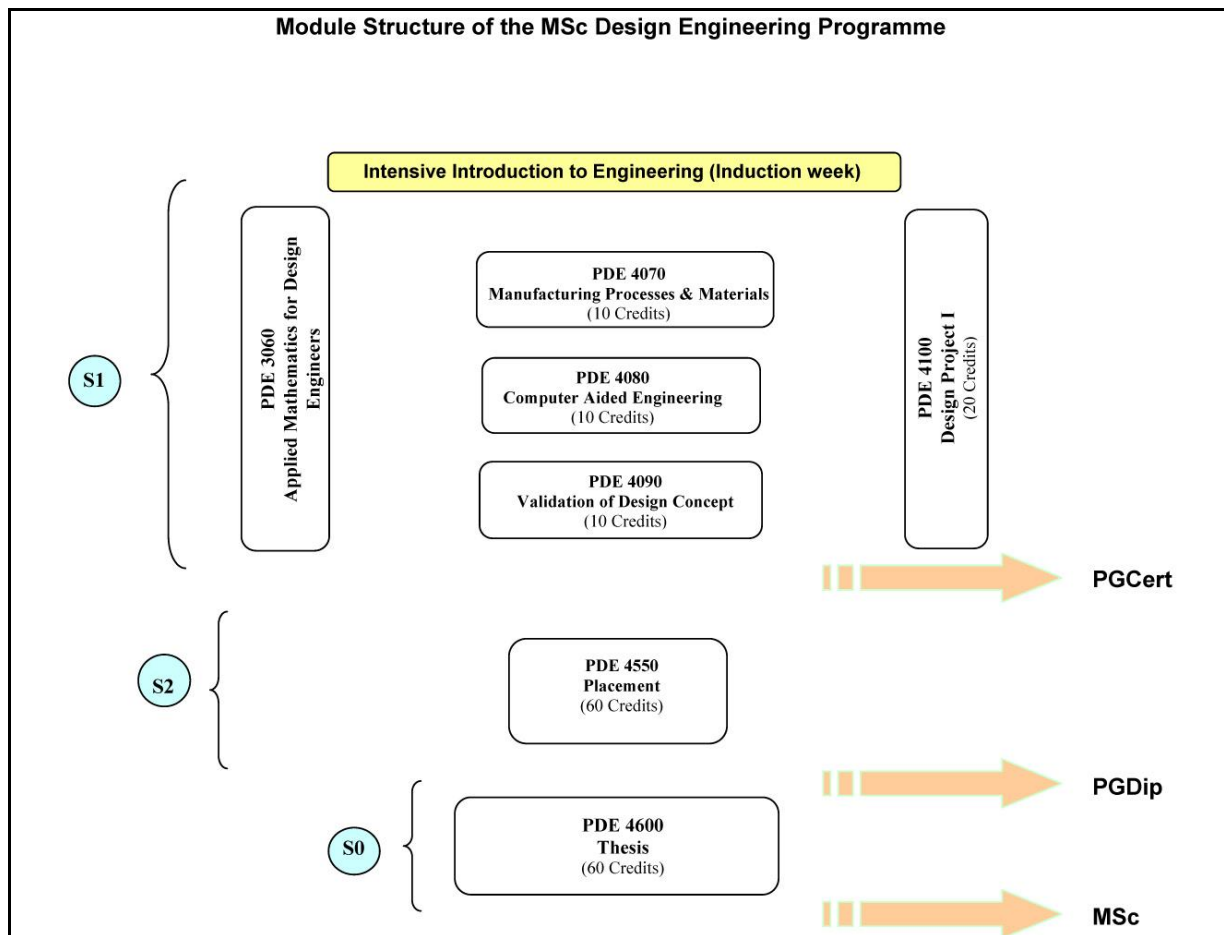 Module Structure of the MSc Design Engineering Programme
Intensive Introduction to Engineering (Induction week)
S1
PDE 3060
Applied Mathematics for Design
Engineers
PDE 4070
Manufacturing Processes & Materials
(10 Credits)
PDE 4080
Computer Aided Engineering
(10 Credits)
PDE 4090
Validation of Design Concept
(10 Credits)
PDE 4100
Design Project I
(20 Credits)
PGCert
S2
PDE 4550
Placement
(60 Credits)
PGDip
S0
PDE 4600
Thesis
(60 Credits)
MSc